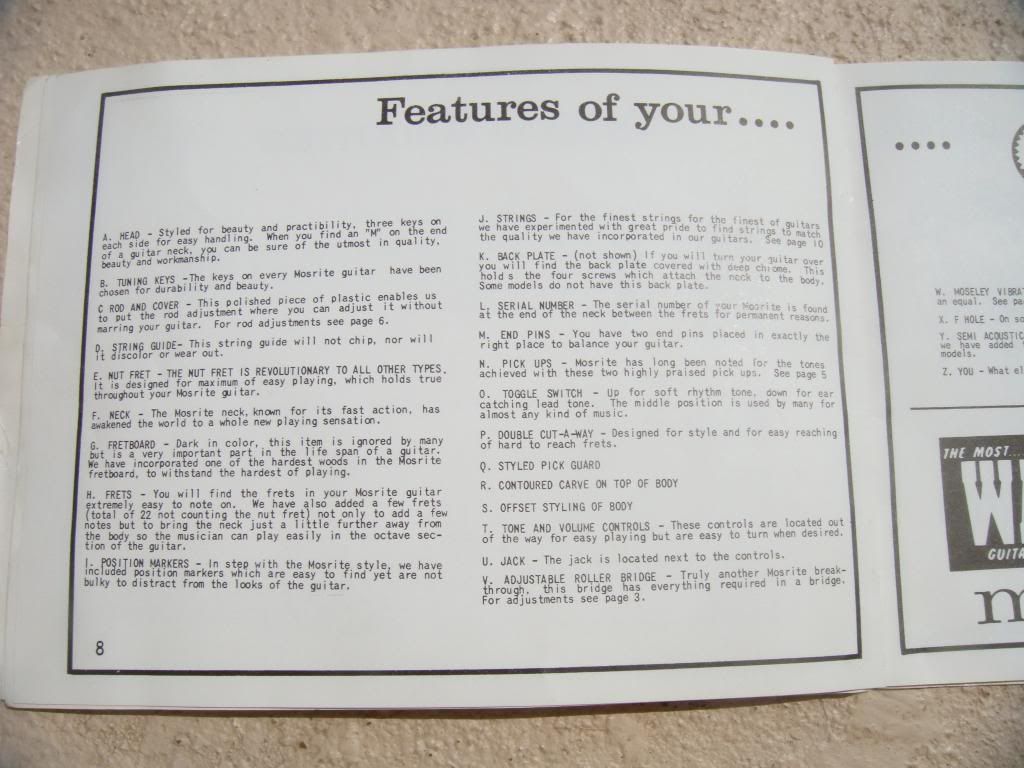 Features of your....
A. HEAD - Styled for beauty and practibility, three keys on
each side for easy handling. When you find an "M" on the end
of a guitar neck, you can be sure of the utmost in quality,
beauty and workmanship.
B. TUNING KEYS -The keys on every Mosrite guitar have been
chosen for durability and beauty.
C ROD AND COVER - This polished piece of plastic enables us
to put the rod adjustment where you can adjust it without
marring your guitar. For rod adjustments see page 6.
D. STRING GUIDE- This string guide will not chip, nor will
it discolor or wear out.
E. NUT FRET - THE NUT FRET IS REVOLUTIONARY TO ALL OTHER TYPES.
It is designed for maximum of easy playing, which holds true
throughout your Mosrite guitar.
F. NECK - The Mosrite neck, known for its fast action, has
awakened the world to a whole new playing sensation.
G. FRETBOARD - Dark in color, this item is ignored by many
but is a very important part in the life span of a guitar.
We have incorporated one of the hardest woods in the Mosrite
fretboard, to withstand the hardest of playing.
H. FRETS - You will find the frets in your Mosrite guitar
extremely easy to note on. We have also added a few frets
(total of 22 not counting the nut fret) not only to add a few
notes but to bring the neck just a little further away from
the body so the musician can play easily in the octave sec-
tion of the guitar.
I. POSITION MARKERS - In step with the Mosrite style, we have
included position markers which are easy to find yet are not
bulky to distract from the looks of the guitar.
8
J. STRINGS - For the finest strings for the finest of guitars
we have experimented with great pride to find strings to match
the quality we have incorporated in our guitars. See page 10
K. BACK PLATE - (not shown) If you will turn your guitar over
you will find the back plate covered with deep chrome. This
hold s the four screws which attach the neck to the body.
Some models do not have this back plate.
L. SERIAL NUMBER - The serial number of your Mosrite is found
at the end of the neck between the frets for permanent reasons.
M. END PINS - You have two end pins placed in exactly the
right place to balance your guitar.
N. PICK UPS - Mosrite has long been noted for the tones
achieved with these two highly praised pick ups. See page 5
O. TOGGLE SWITCH - Up for soft rhythm tone, down for ear
catching lead tone. The middle position is used by many for
almost any kind of music.
P. DOUBLE CUT-A-WAY - Designed for style and for easy reaching
of hard to reach frets.
Q. STYLED PICK GUARD
R. CONTOURED CARVE ON TOP OF BODY
S. OFFSET STYLING OF BODY
T. TONE AND VOLUME CONTROLS - These controls are located out
of the way for easy playing but are easy to turn when desired.
U. JACK - The jack is located next to the controls.
V. ADJUSTABLE ROLLER BRIDGE - Truly another Mosrite break-
through, this bridge has everything required in a bridge.
For adjustments see page 3.
....
W. MOSELEY VIBRA
an equal. See pa
X. F HOLE - On so
Y. SEMI ACOUSTIC
we have added
models.
Z. YOU - What el
THE MOST...
W
GUITA
m